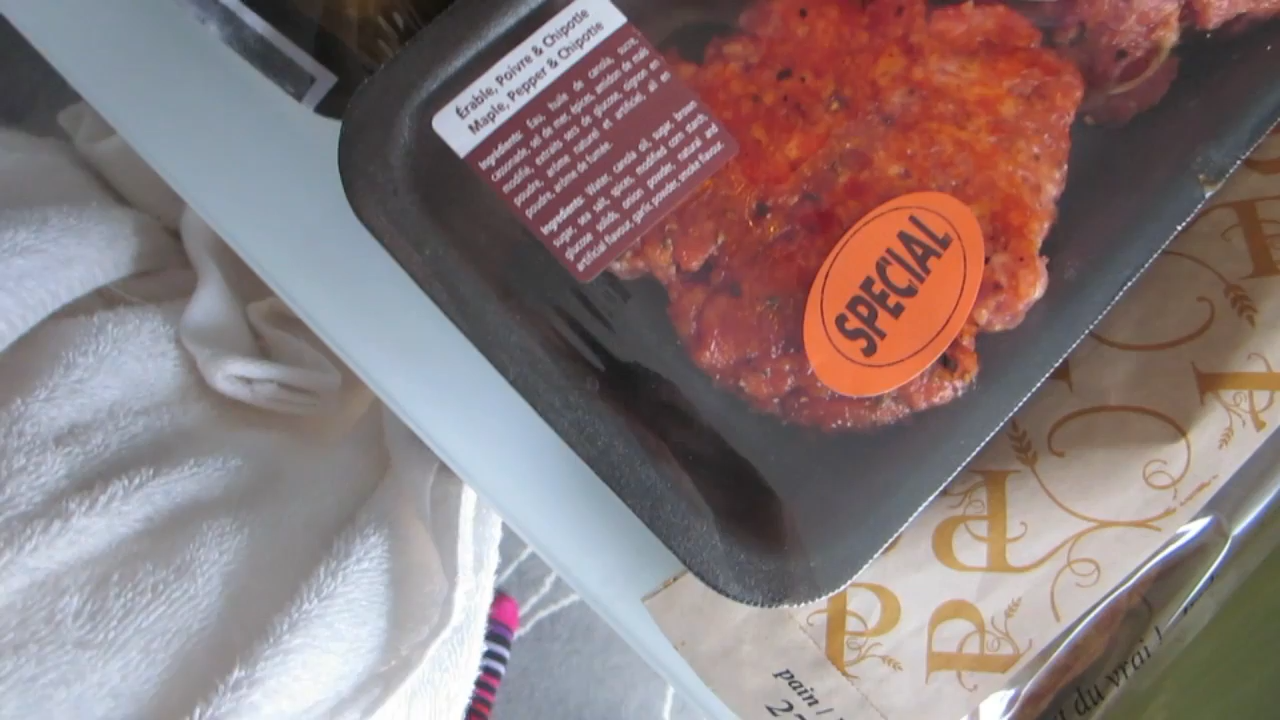 Érable, Poivre & Chipotle
Maple, Pepper & Chipotle
Ingrédients: Eau, huile de canola, sucre,
cassonade, sel de mer, épices, amidon de maïs
modifié, extraits secs de glucose, oignon en
poudre, arôme naturel et artificiel, ail en
poudre, arôme de fumée.
Ingredients: Water, canola oil, sugar, brown
sugar, sea salt, spices, modified corn starch,
glucose solids, onion powder, natural and
artificial flavour, garlic powder, smoke flavour.
SPECIAL
pain /
du vrai !